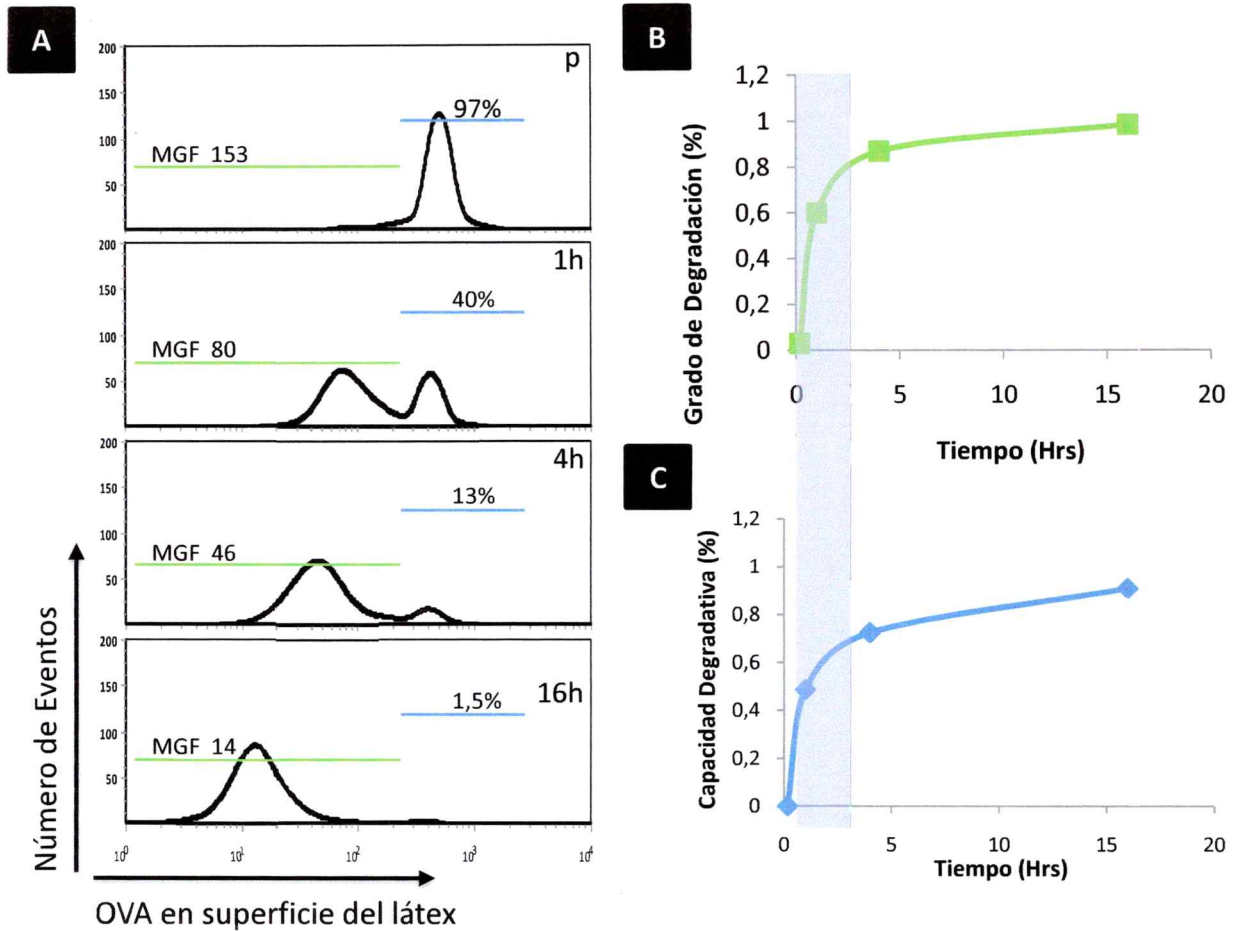 A
200
150
100
50
p
97%
MGF 153
200
150
100
50
1h
40%
MGF 80
200
150
100
50
4h
13%
MGF 46
200
150
100
50
16h
1,5%
MGF 14
10⁰ 10¹ 10² 10³ 10⁴
Número de Eventos
OVA en superficie del látex
B
Grado de Degradación (%)
1,2
1
0,8
0,6
0,4
0,2
0
0 5 10 15 20
Tiempo (Hrs)
C
Capacidad Degradativa (%)
1,2
1
0,8
0,6
0,4
0,2
0
0 5 10 15 20
Tiempo (Hrs)